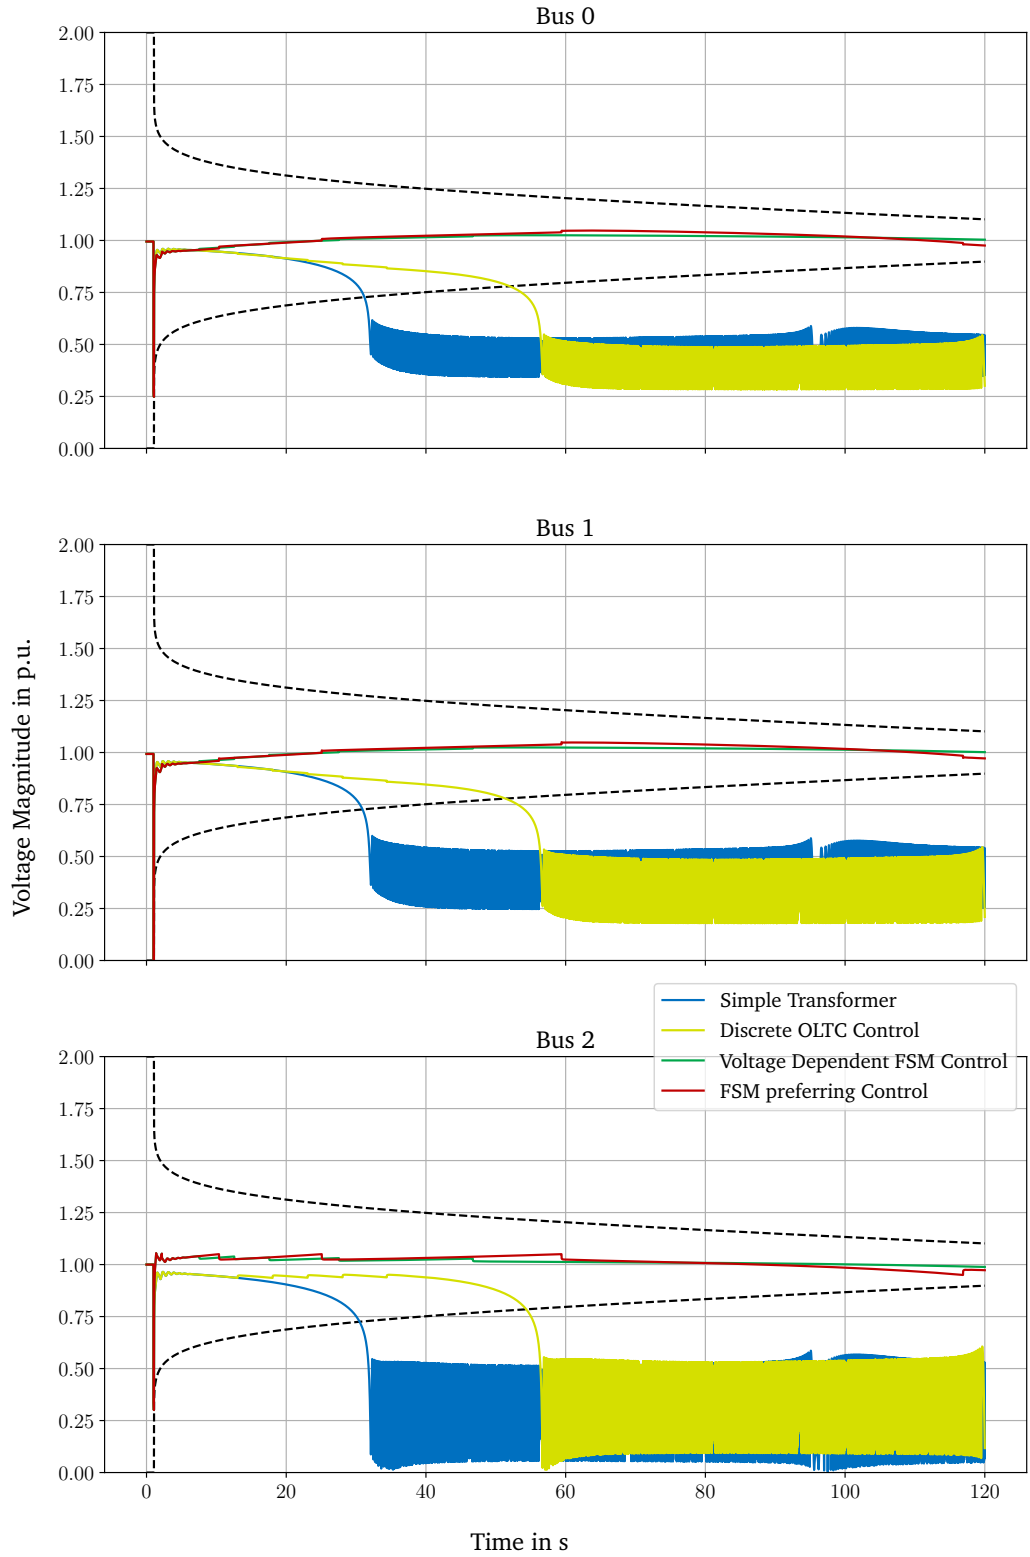 Bus 0
2.00
1.75
1.50
1.25
1.00
0.75
0.50
0.25
0.00
Bus 1
2.00
1.75
1.50
1.25
1.00
0.75
0.50
0.25
0.00
Voltage Magnitude in p.u.
Simple Transformer
Discrete OLTC Control
Voltage Dependent FSM Control
FSM preferring Control
Bus 2
2.00
1.75
1.50
1.25
1.00
0.75
0.50
0.25
0.00
0 20 40 60 80 100 120
Time in s